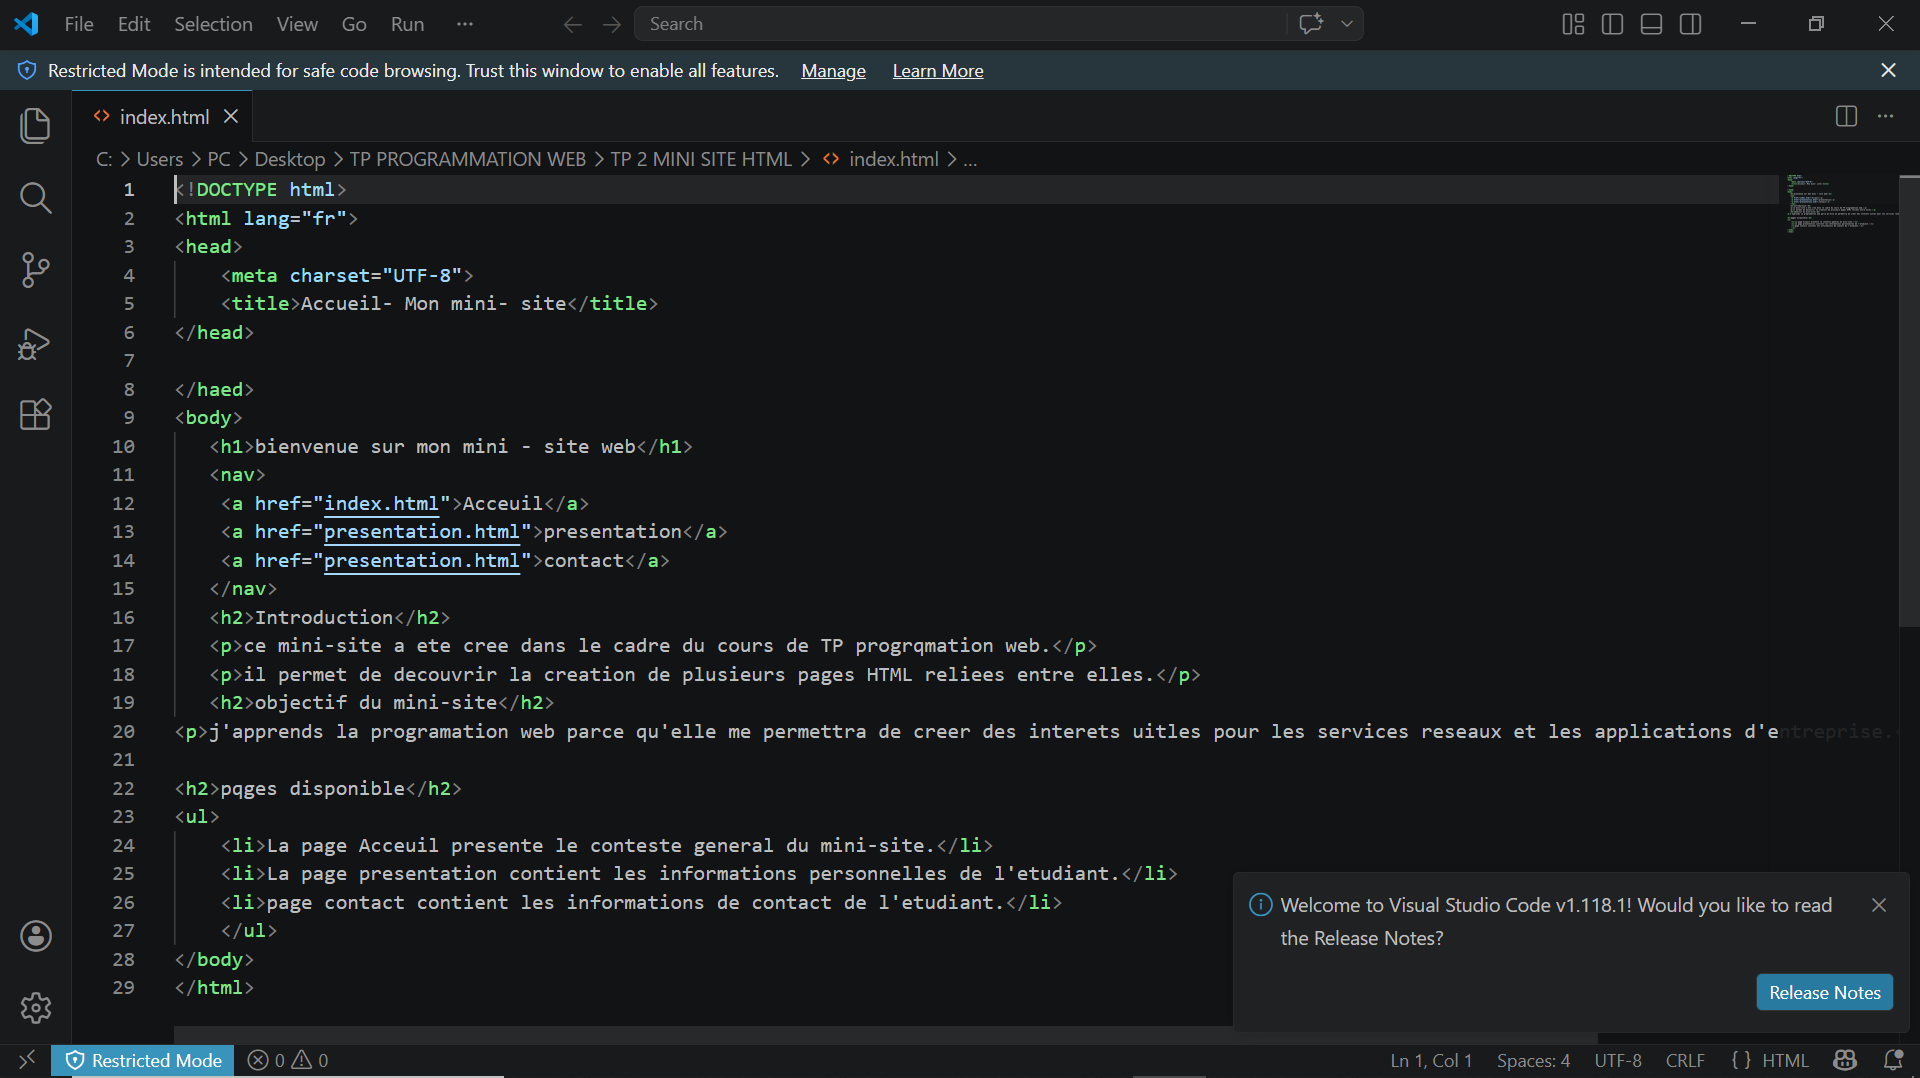 File Edit Selection View Go Run ... Search
Restricted Mode is intended for safe code browsing. Trust this window to enable all features. Manage Learn More
index.html
C: > Users > PC > Desktop > TP PROGRAMMATION WEB > TP 2 MINI SITE HTML > index.html > ...
1 <!DOCTYPE html>
2 <html lang="fr">
3 <head>
4 <meta charset="UTF-8">
5 <title>Accueil- Mon mini- site</title>
6 </head>
7
8 </haed>
9 <body>
10 <h1>bienvenue sur mon mini - site web</h1>
11 <nav>
12 <a href="index.html">Acceuil</a>
13 <a href="presentation.html">presentation</a>
14 <a href="presentation.html">contact</a>
15 </nav>
16 <h2>Introduction</h2>
17 <p>ce mini-site a ete cree dans le cadre du cours de TP progrqmation web.</p>
18 <p>il permet de decouvrir la creation de plusieurs pages HTML reliees entre elles.</p>
19 <h2>objectif du mini-site</h2>
20 <p>j'apprends la programation web parce qu'elle me permettra de creer des interets uitles pour les services reseaux et les applications d'entreprise.
21
22 <h2>pqges disponible</h2>
23 <ul>
24 <li>La page Acceuil presente le conteste general du mini-site.</li>
25 <li>La page presentation contient les informations personnelles de l'etudiant.</li>
26 <li>page contact contient les informations de contact de l'etudiant.</li>
27 </ul>
28 </body>
29 </html>
Welcome to Visual Studio Code v1.118.1! Would you like to read
the Release Notes?
Release Notes
Restricted Mode 0 0 Ln 1, Col 1 Spaces: 4 UTF-8 CRLF { } HTML